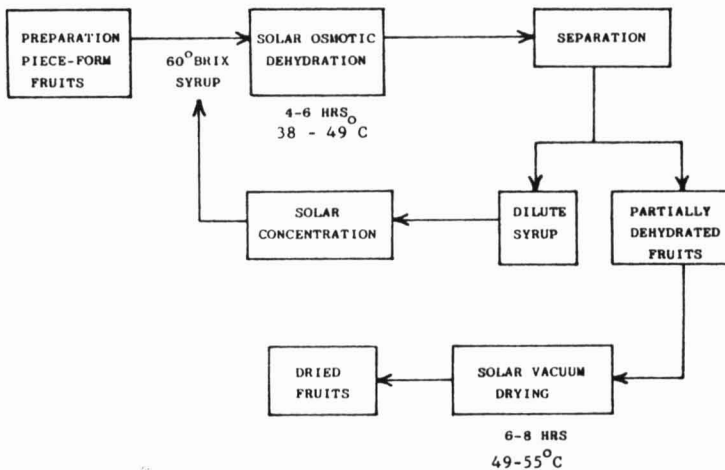 PREPARATION
PIECE-FORM
FRUITS
60°BRIX
SYRUP
SOLAR OSMOTIC
DEHYDRATION
4-6 HRS
38 - 49°C
SEPARATION
DILUTE
SYRUP
PARTIALLY
DEHYDRATED
FRUITS
SOLAR
CONCENTRATION
SOLAR VACUUM
DRYING
6-8 HRS
49-55°C
DRIED
FRUITS